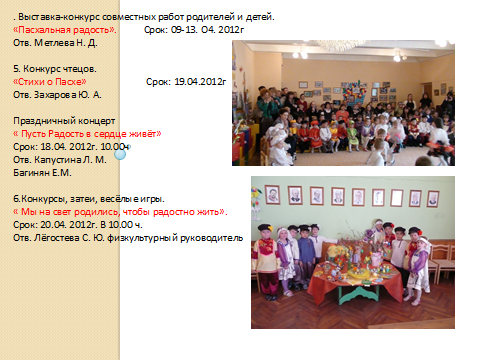 . Выставка-конкурс совместных работ родителей и детей.
«Пасхальная радость». Срок: 09-13. О4. 2012г
Отв. Метлева Н. Д.
5. Конкурс чтецов.
«Стихи о Пасхе» Срок: 19.04.2012г
Отв. Захарова Ю. А.
Праздничный концерт
« Пусть Радость в сердце живёт»
Срок: 18.04. 2012г. 10.00ч
Отв. Капустина Л. М.
Багинян Е.М.
6.Конкурсы, затеи, весёлые игры.
« Мы на свет родились, чтобы радостно жить».
Срок: 20.04. 2012г. В 10.00 ч.
Отв. Лёгостева С. Ю. физкультурный руководитель